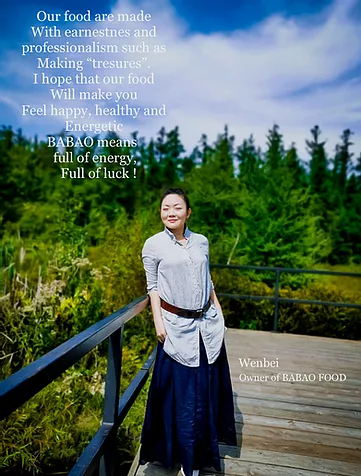 Our food are made
With earnestnes and
professionalism such as
Making “tresures”.
I hope that our food
Will make you
Feel happy, healthy and
Energetic
BABAO means
full of energy,
Full of luck !
Wenbei
Owner of BABAO FOOD